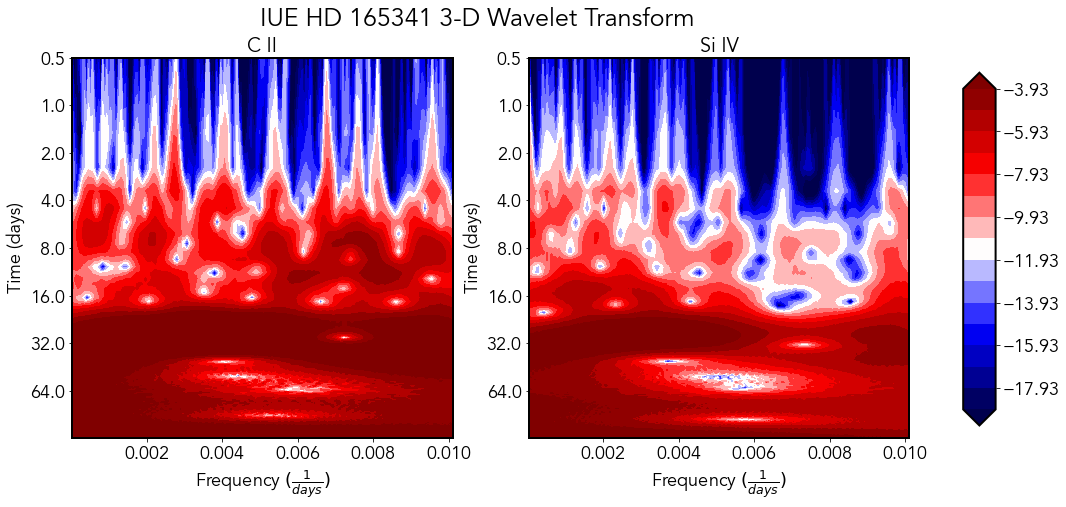 IUE HD 165341 3-D Wavelet Transform
C II
Si IV
0.5
1.0
2.0
4.0
8.0
16.0
32.0
64.0
Time (days)
0.002 0.004 0.006 0.008 0.010
Frequency (1/days)
0.5
1.0
2.0
4.0
8.0
16.0
32.0
64.0
Time (days)
0.002 0.004 0.006 0.008 0.010
Frequency (1/days)
−3.93
−5.93
−7.93
−9.93
−11.93
−13.93
−15.93
−17.93